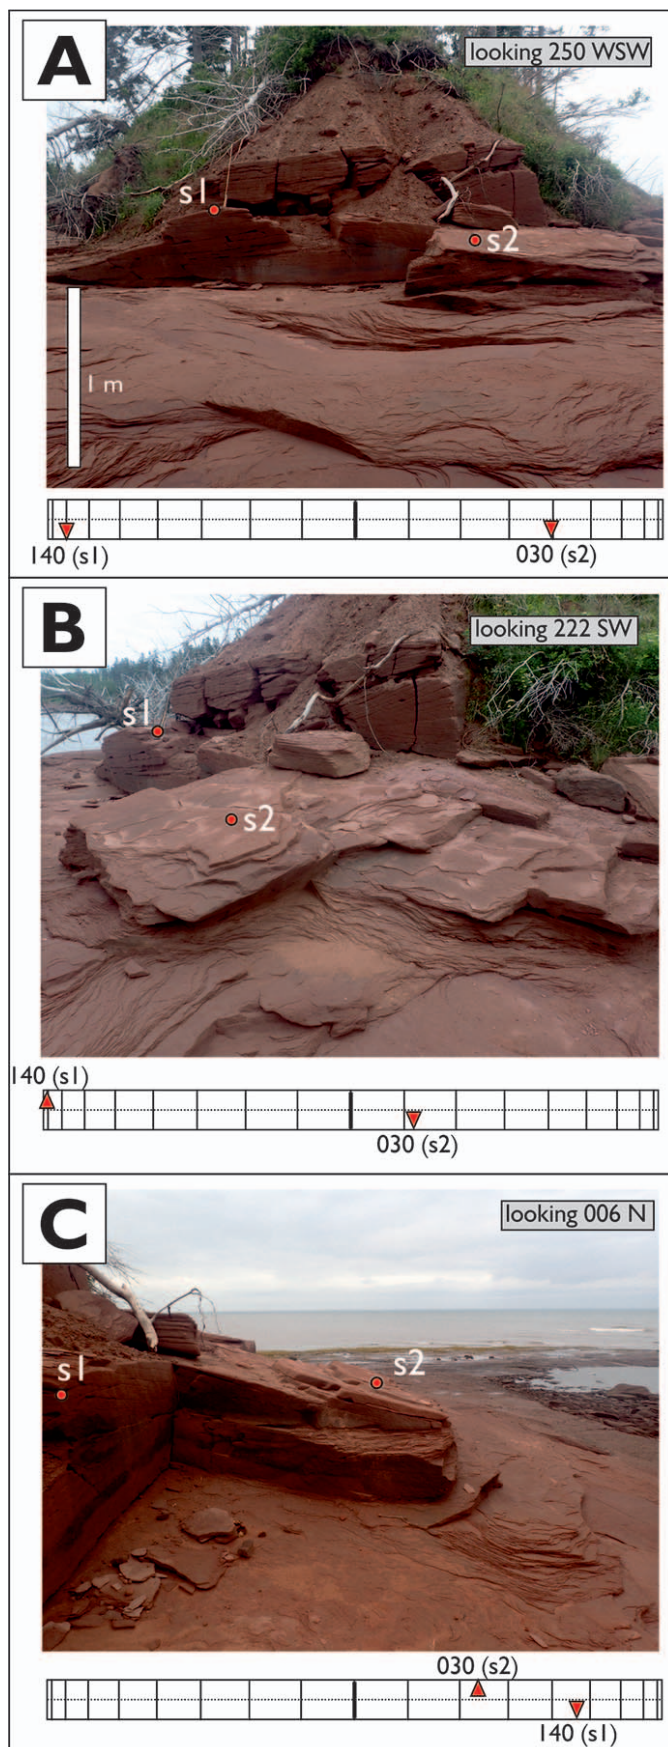 A
looking 250 WSW
s1
s2
1 m
140 (s1)
030 (s2)
B
looking 222 SW
s1
s2
140 (s1)
030 (s2)
C
looking 006 N
s1
s2
030 (s2)
140 (s1)